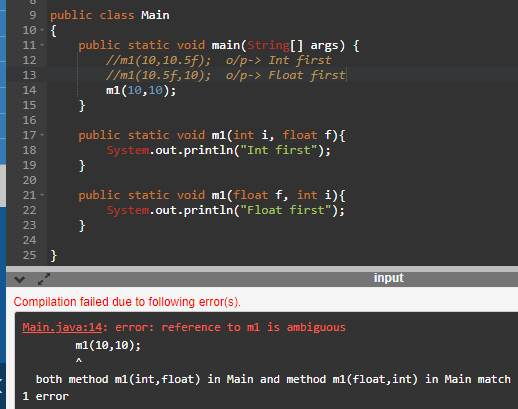 9 public class Main
10 {
11 public static void main(String[] args) {
12 //m1(10,10.5f); o/p-> Int first
13 //m1(10.5f,10); o/p-> Float first
14 m1(10,10);
15 }
16
17 public static void m1(int i, float f){
18 System.out.println("Int first");
19 }
20
21 public static void m1(float f, int i){
22 System.out.println("Float first");
23 }
24
25 }
input
Compilation failed due to following error(s).
Main.java:14: error: reference to m1 is ambiguous
m1(10,10);
^
both method m1(int,float) in Main and method m1(float,int) in Main match
1 error